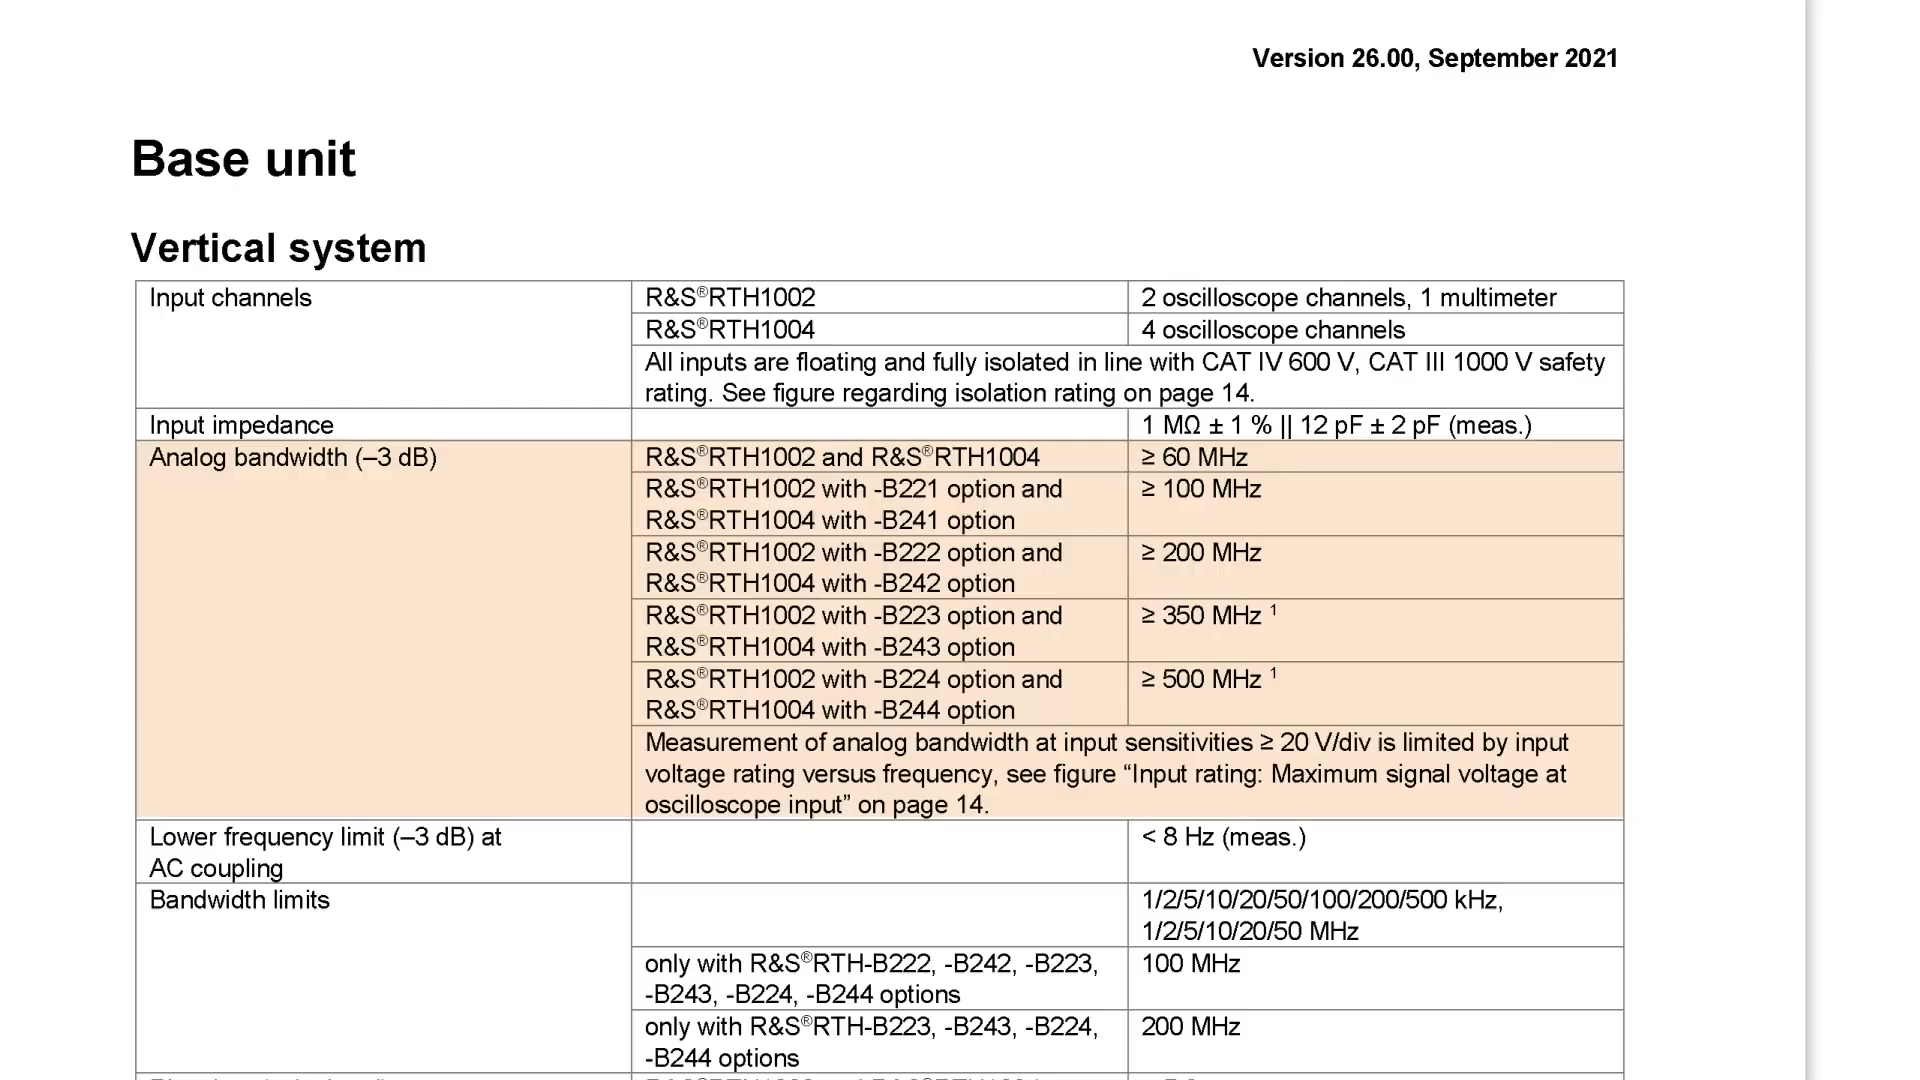 Version 26.00, September 2021
Base unit
Vertical system
Input channels
R&S®RTH1002
2 oscilloscope channels, 1 multimeter
R&S®RTH1004
4 oscilloscope channels
All inputs are floating and fully isolated in line with CAT IV 600 V, CAT III 1000 V safety
rating. See figure regarding isolation rating on page 14.
Input impedance
1 MΩ ± 1 % || 12 pF ± 2 pF (meas.)
Analog bandwidth (–3 dB)
R&S®RTH1002 and R&S®RTH1004
≥ 60 MHz
R&S®RTH1002 with -B221 option and
R&S®RTH1004 with -B241 option
≥ 100 MHz
R&S®RTH1002 with -B222 option and
R&S®RTH1004 with -B242 option
≥ 200 MHz
R&S®RTH1002 with -B223 option and
R&S®RTH1004 with -B243 option
≥ 350 MHz ¹
R&S®RTH1002 with -B224 option and
R&S®RTH1004 with -B244 option
≥ 500 MHz ¹
Measurement of analog bandwidth at input sensitivities ≥ 20 V/div is limited by input
voltage rating versus frequency, see figure “Input rating: Maximum signal voltage at
oscilloscope input” on page 14.
Lower frequency limit (–3 dB) at
AC coupling
< 8 Hz (meas.)
Bandwidth limits
1/2/5/10/20/50/100/200/500 kHz,
1/2/5/10/20/50 MHz
only with R&S®RTH-B222, -B242, -B223,
-B243, -B224, -B244 options
100 MHz
only with R&S®RTH-B223, -B243, -B224,
-B244 options
200 MHz